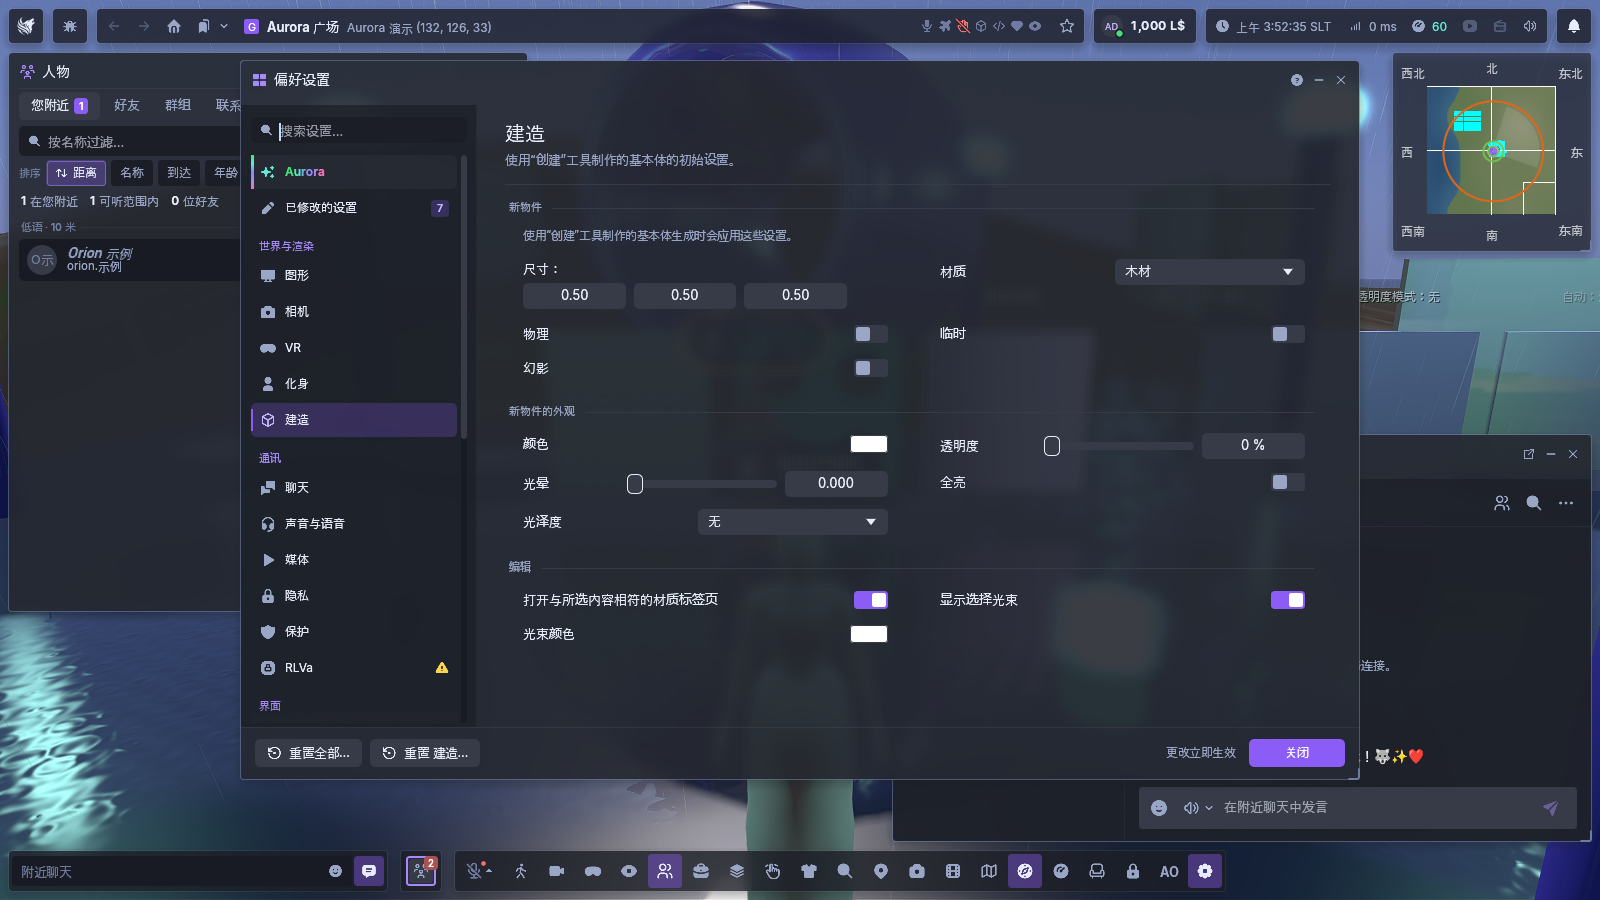 Aurora 广场 Aurora 演示 (132, 126, 33)
AD 1,000 L$
上午 3:52:35 SLT
0 ms
60
人物
您附近 1 好友 群组 联系
按名称过滤...
排序 距离 名称 到达 年龄
1 在您附近 1 可听范围内 0 位好友
低语 · 10 米
O示 Orion 示例
orion.示例
偏好设置
搜索设置...
Aurora
已修改的设置 7
世界与渲染
图形
相机
VR
化身
建造
通讯
聊天
声音与语音
媒体
隐私
保护
RLVa
界面
建造
使用“创建”工具制作的基本体的初始设置。
新物件
使用“创建”工具制作的基本体生成时会应用这些设置。
尺寸：
0.50 0.50 0.50
材质 木材
物理
临时
幻影
新物件的外观
颜色
透明度 0 %
光晕 0.000
全亮
光泽度 无
编辑
打开与所选内容相符的材质标签页
显示选择光束
光束颜色
重置全部...
重置 建造...
更改立即生效
关闭
西北 北 东北
西 东
西南 南 东南
透明度模式：无
自动：
连接。
！🐺✨❤️
在附近聊天中发言
附近聊天
2
AO